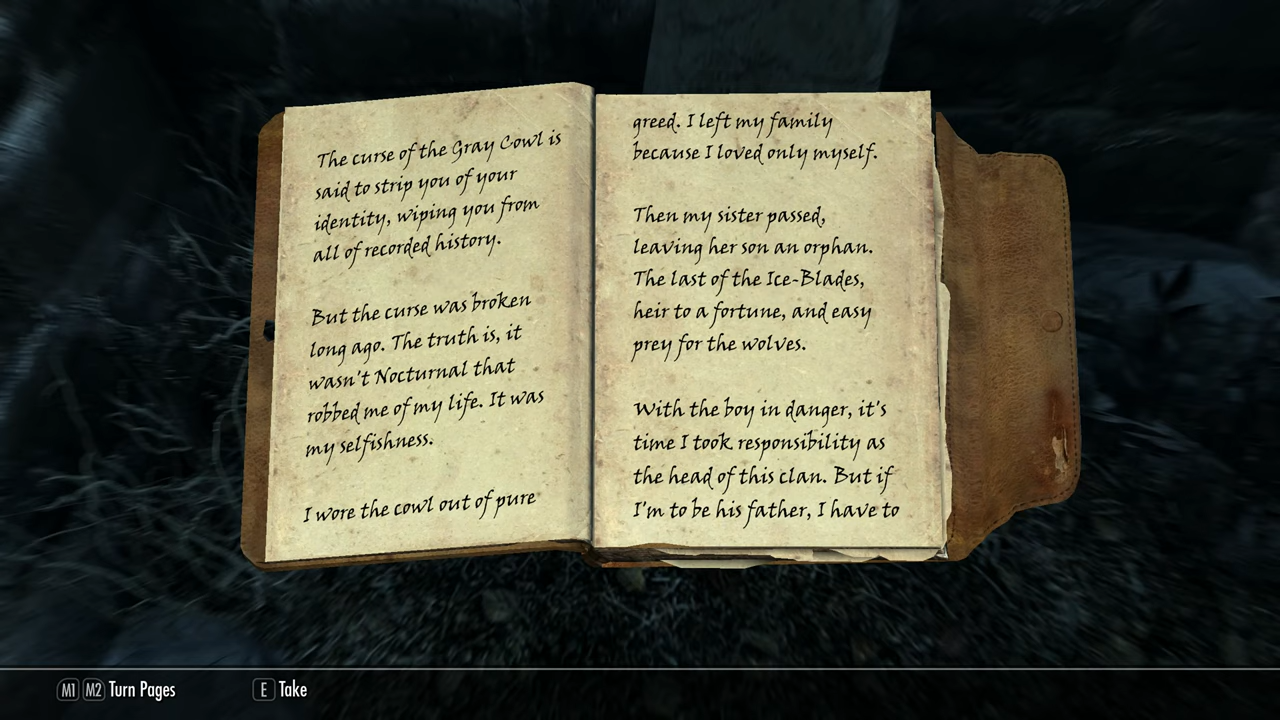 The curse of the Gray Cowl is
said to strip you of your
identity, wiping you from
all of recorded history.
But the curse was broken
long ago. The truth is, it
wasn't Nocturnal that
robbed me of my life. It was
my selfishness.
I wore the cowl out of pure
greed. I left my family
because I loved only myself.
Then my sister passed,
leaving her son an orphan.
The last of the Ice-Blades,
heir to a fortune, and easy
prey for the wolves.
With the boy in danger, it's
time I took responsibility as
the head of this clan. But if
I'm to be his father, I have to
M1 M2 Turn Pages
E Take